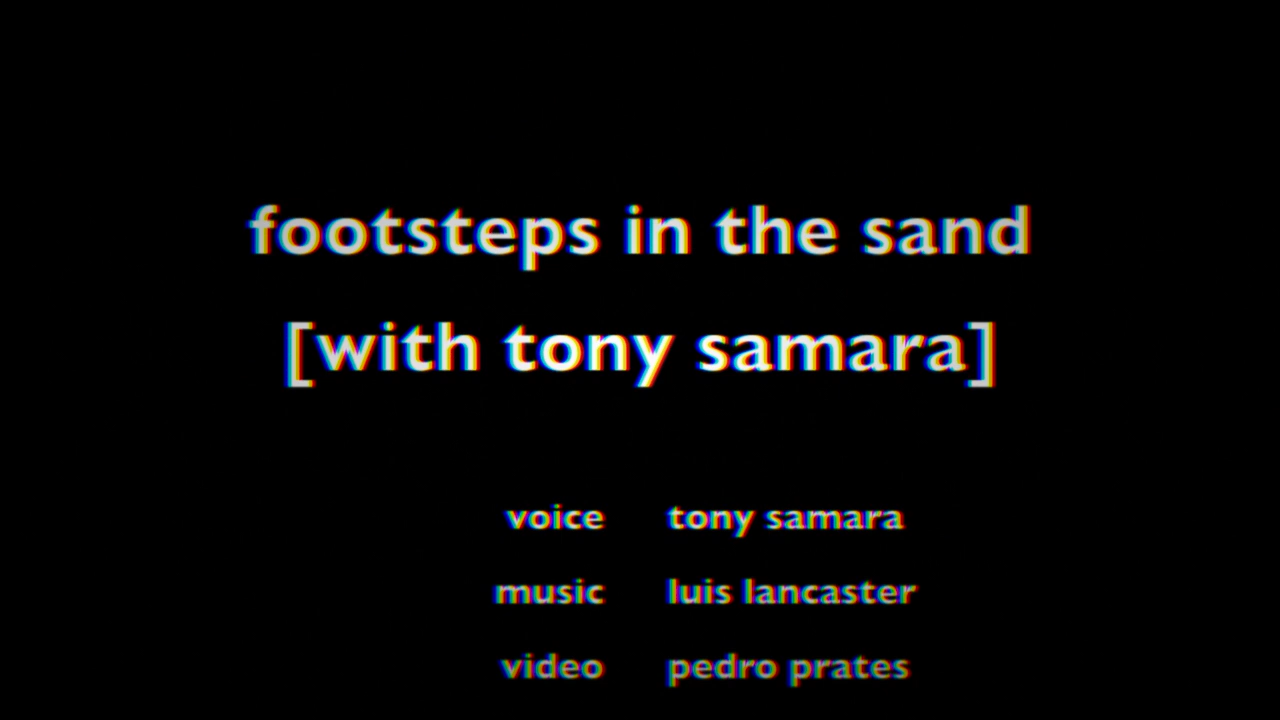 footsteps in the sand
[with tony samara]
voice tony samara
music luis lancaster
video pedro prates